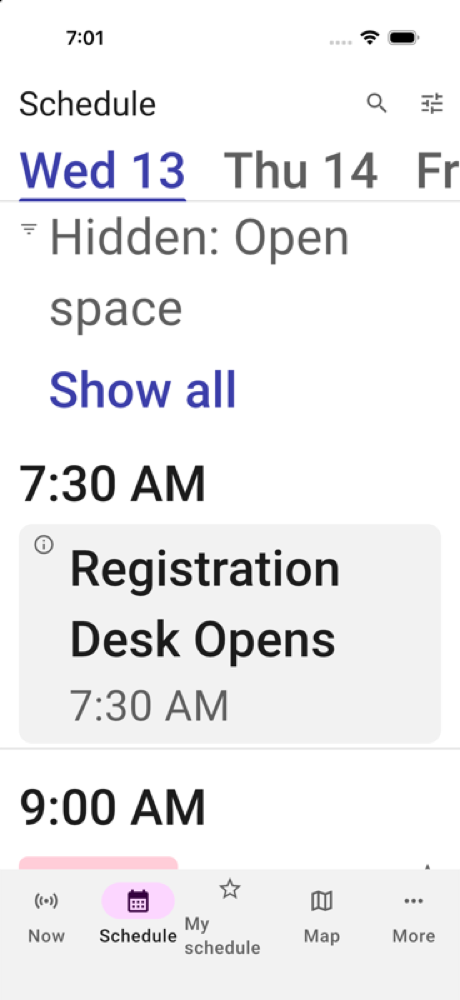 7:01
Schedule
Wed 13 Thu 14 Fr
Hidden: Open
space
Show all
7:30 AM
Registration
Desk Opens
7:30 AM
9:00 AM
Now
Schedule
My
schedule
Map
More